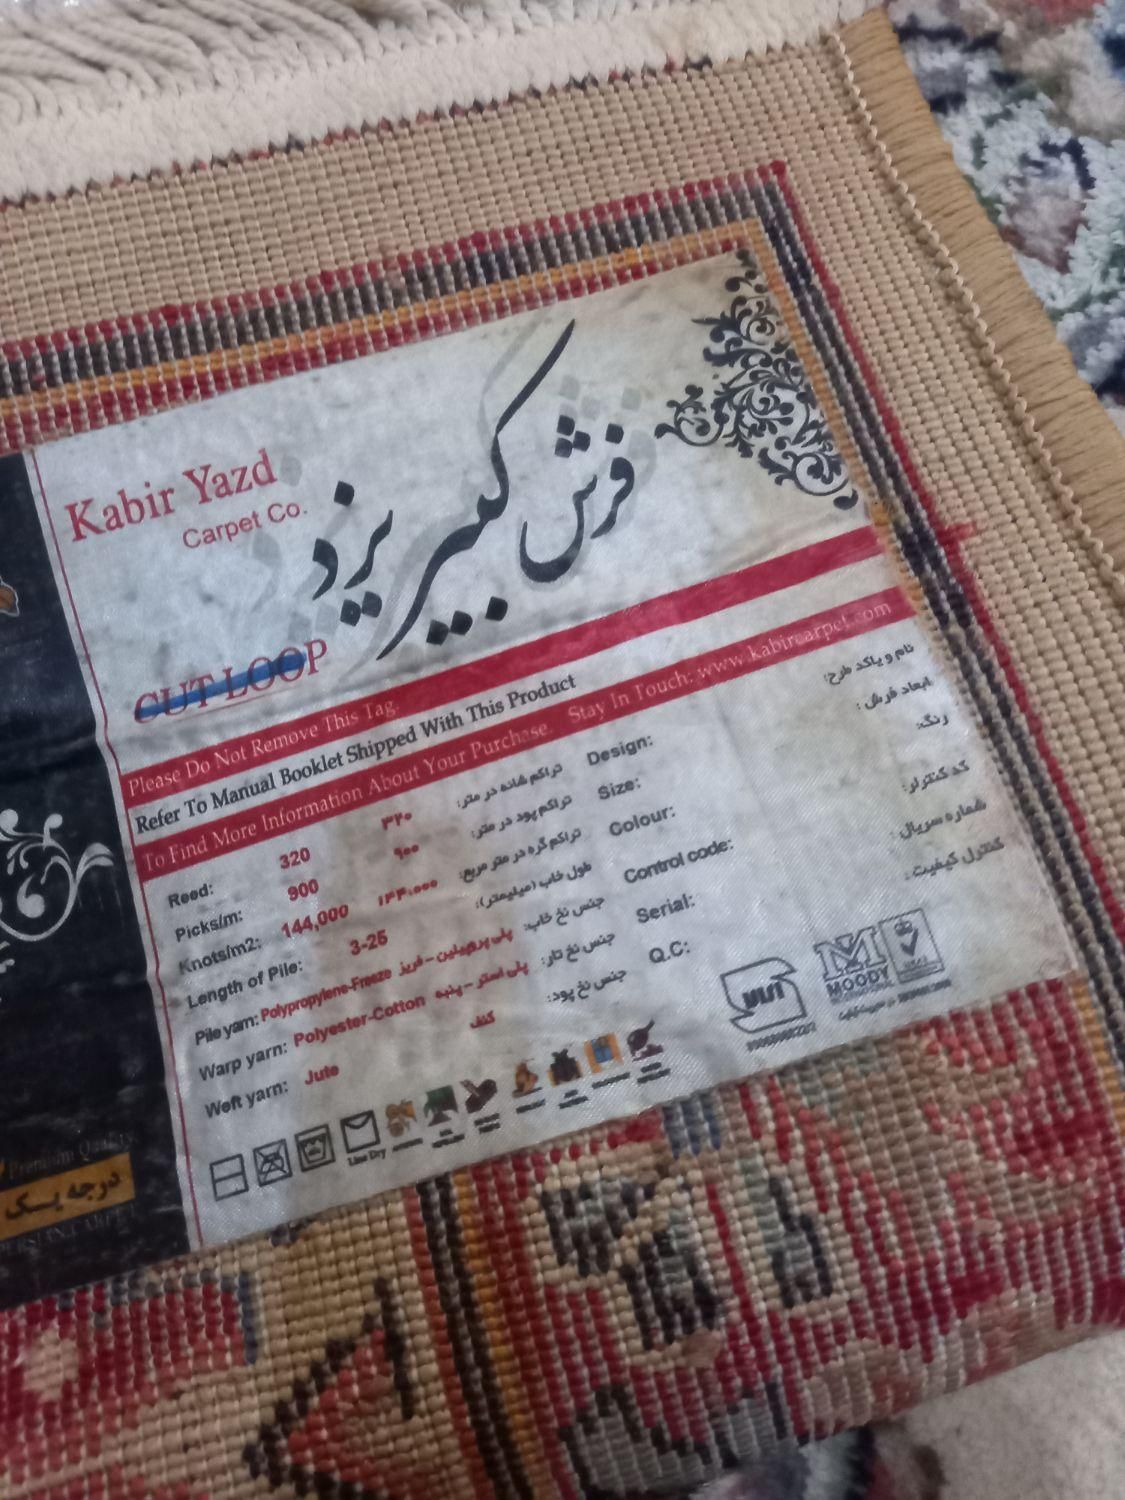 فرش کبیر یزد
Kabir Yazd
Carpet Co.
CUT LOOP
Please Do Not Remove This Tag.
Refer To Manual Booklet Shipped With This Product
To Find More Information About Your Purchase. Stay In Touch: www.kabircarpet.com
Reed: 320 ۳۲۰ تراکم شانه در متر:
Picks/m: 900 ۹۰۰ تراکم پود در متر:
Knots/m2: 144,000 ۱۴۴،۰۰۰ تراکم گره در متر مربع:
Length of Pile: 3-25 طول خاب (میلیمتر):
Pile yarn: Polypropylene-Freeze پلی پروپیلین - فریز جنس نخ خاب:
Warp yarn: Polyester-Cotton پلی استر - پنبه جنس نخ تار:
Weft yarn: Jute کنف جنس نخ پود:
Design: نام و یا کد طرح:
Size: ابعاد فرش:
Colour: رنگ:
Control code: کد کنترلر:
Serial: شماره سریال:
Q.C: کنترل کیفیت:
MOODY
Line Dry
Premium Quality
درجه یک
PERSIAN CARPET